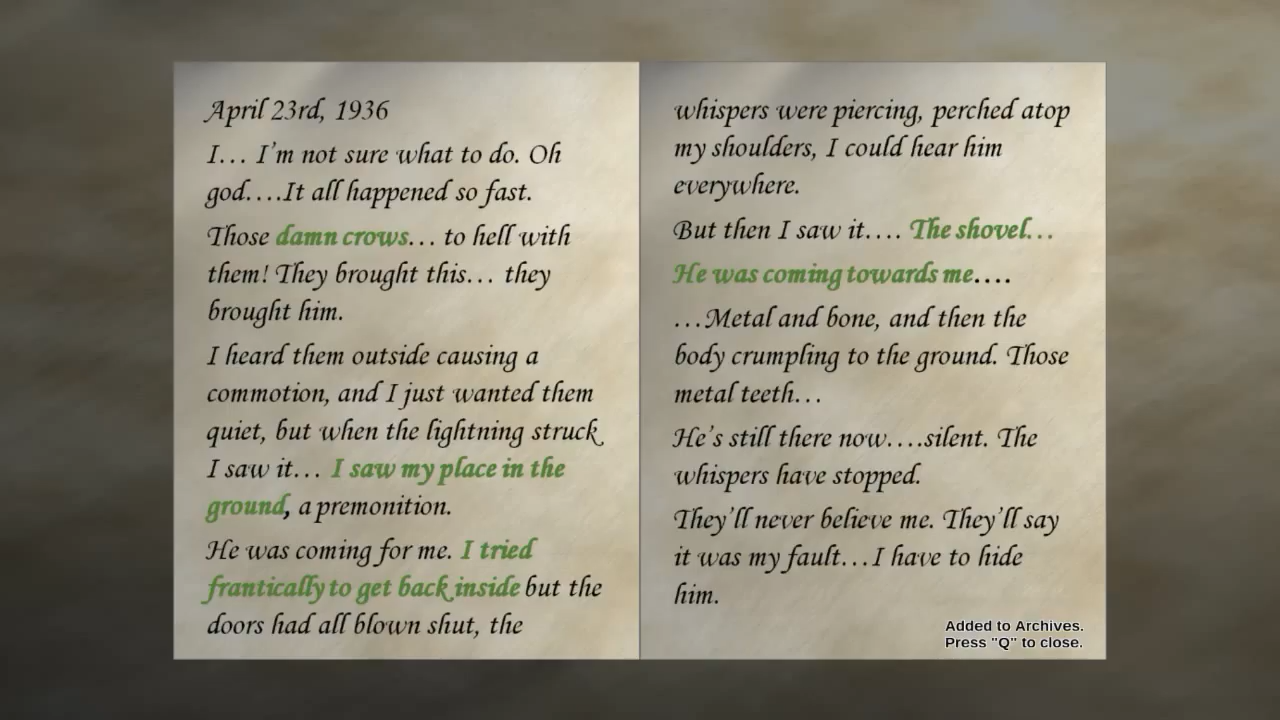 April 23rd, 1936
I… I'm not sure what to do. Oh
god….It all happened so fast.
Those damn crows… to hell with
them! They brought this… they
brought him.
I heard them outside causing a
commotion, and I just wanted them
quiet, but when the lightning struck
I saw it… I saw my place in the
ground, a premonition.
He was coming for me. I tried
frantically to get back inside but the
doors had all blown shut, the
whispers were piercing, perched atop
my shoulders, I could hear him
everywhere.
But then I saw it…. The shovel…
He was coming towards me….
…Metal and bone, and then the
body crumpling to the ground. Those
metal teeth…
He's still there now….silent. The
whispers have stopped.
They'll never believe me. They'll say
it was my fault…I have to hide
him.
Added to Archives.
Press "Q" to close.